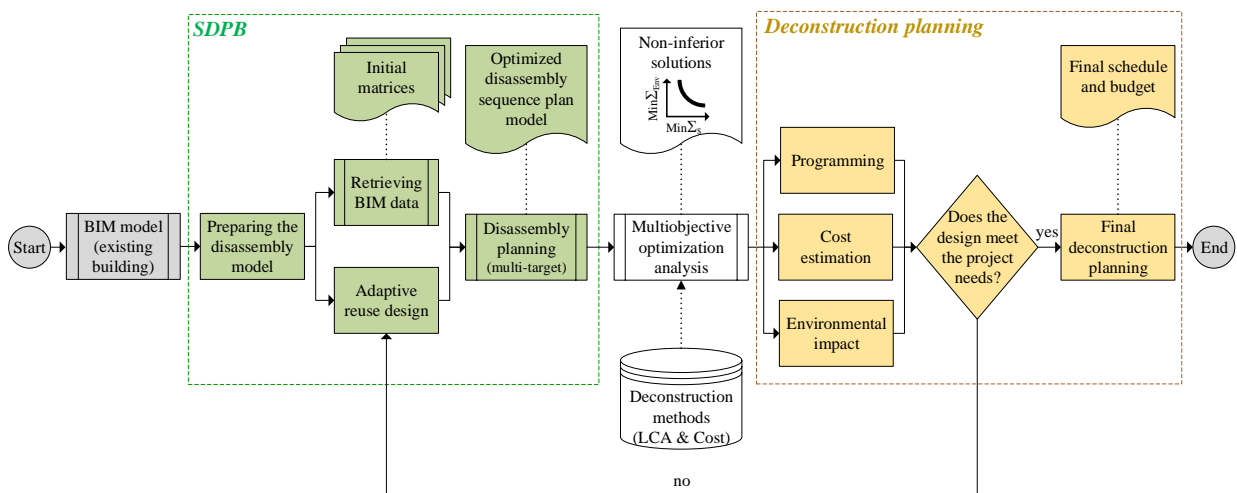 SDPB
Deconstruction planning
Initial
matrices
Optimized
disassembly
sequence plan
model
Non-inferior
solutions
MinΣEnv
MinΣS
Final schedule
and budget
Programming
Retrieving
BIM data
Start
BIM model
(existing
building)
Preparing the
disassembly
model
Disassembly
planning
(multi-target)
Multiobjective
optimization
analysis
Cost
estimation
Does the
design meet
the project
needs?
yes
Final
deconstruction
planning
End
Adaptive
reuse design
Environmental
impact
Deconstruction
methods
(LCA & Cost)
no